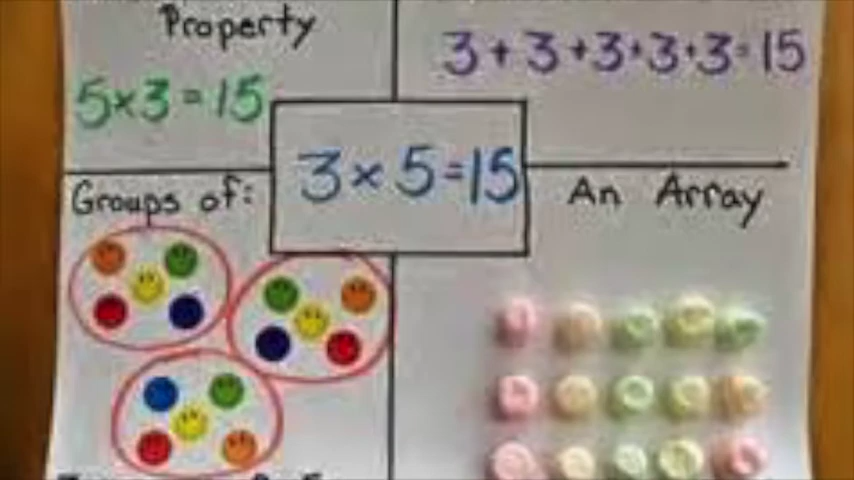 Property
5×3=15
3+3+3+3+3=15
3×5=15
Groups of:
An Array